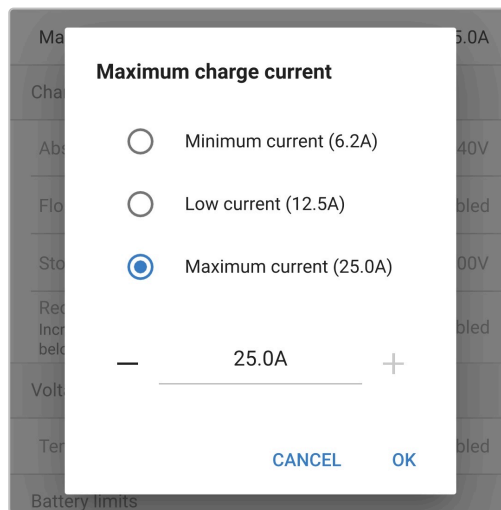 Maximum charge current
Minimum current (6.2A)
Low current (12.5A)
Maximum current (25.0A)
− 25.0A +
CANCEL OK
Battery limits